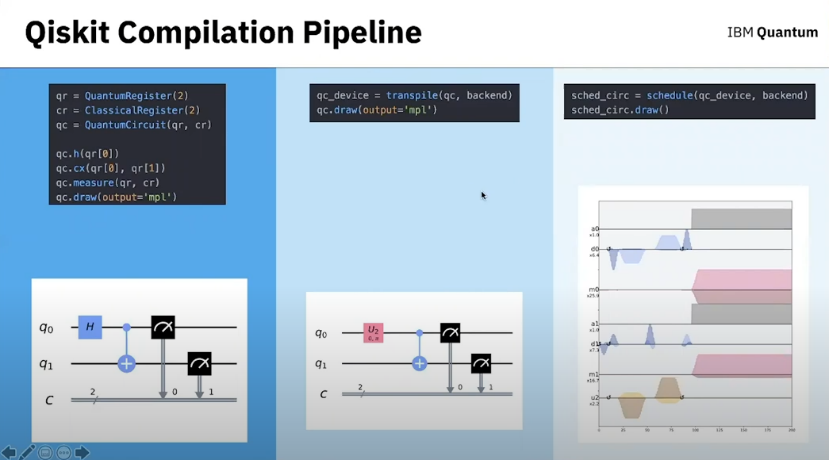 Qiskit Compilation Pipeline
IBM Quantum
qr = QuantumRegister(2)
cr = ClassicalRegister(2)
qc = QuantumCircuit(qr, cr)
qc.h(qr[0])
qc.cx(qr[0], qr[1])
qc.measure(qr, cr)
qc.draw(output='mpl')
qc_device = transpile(qc, backend)
qc.draw(output='mpl')
sched_circ = schedule(qc_device, backend)
sched_circ.draw()
q0
H
q1
C
2
0
1
q0
U2
q1
C
2
0
1
a0
d0
m0
a1
d1
m1
u2